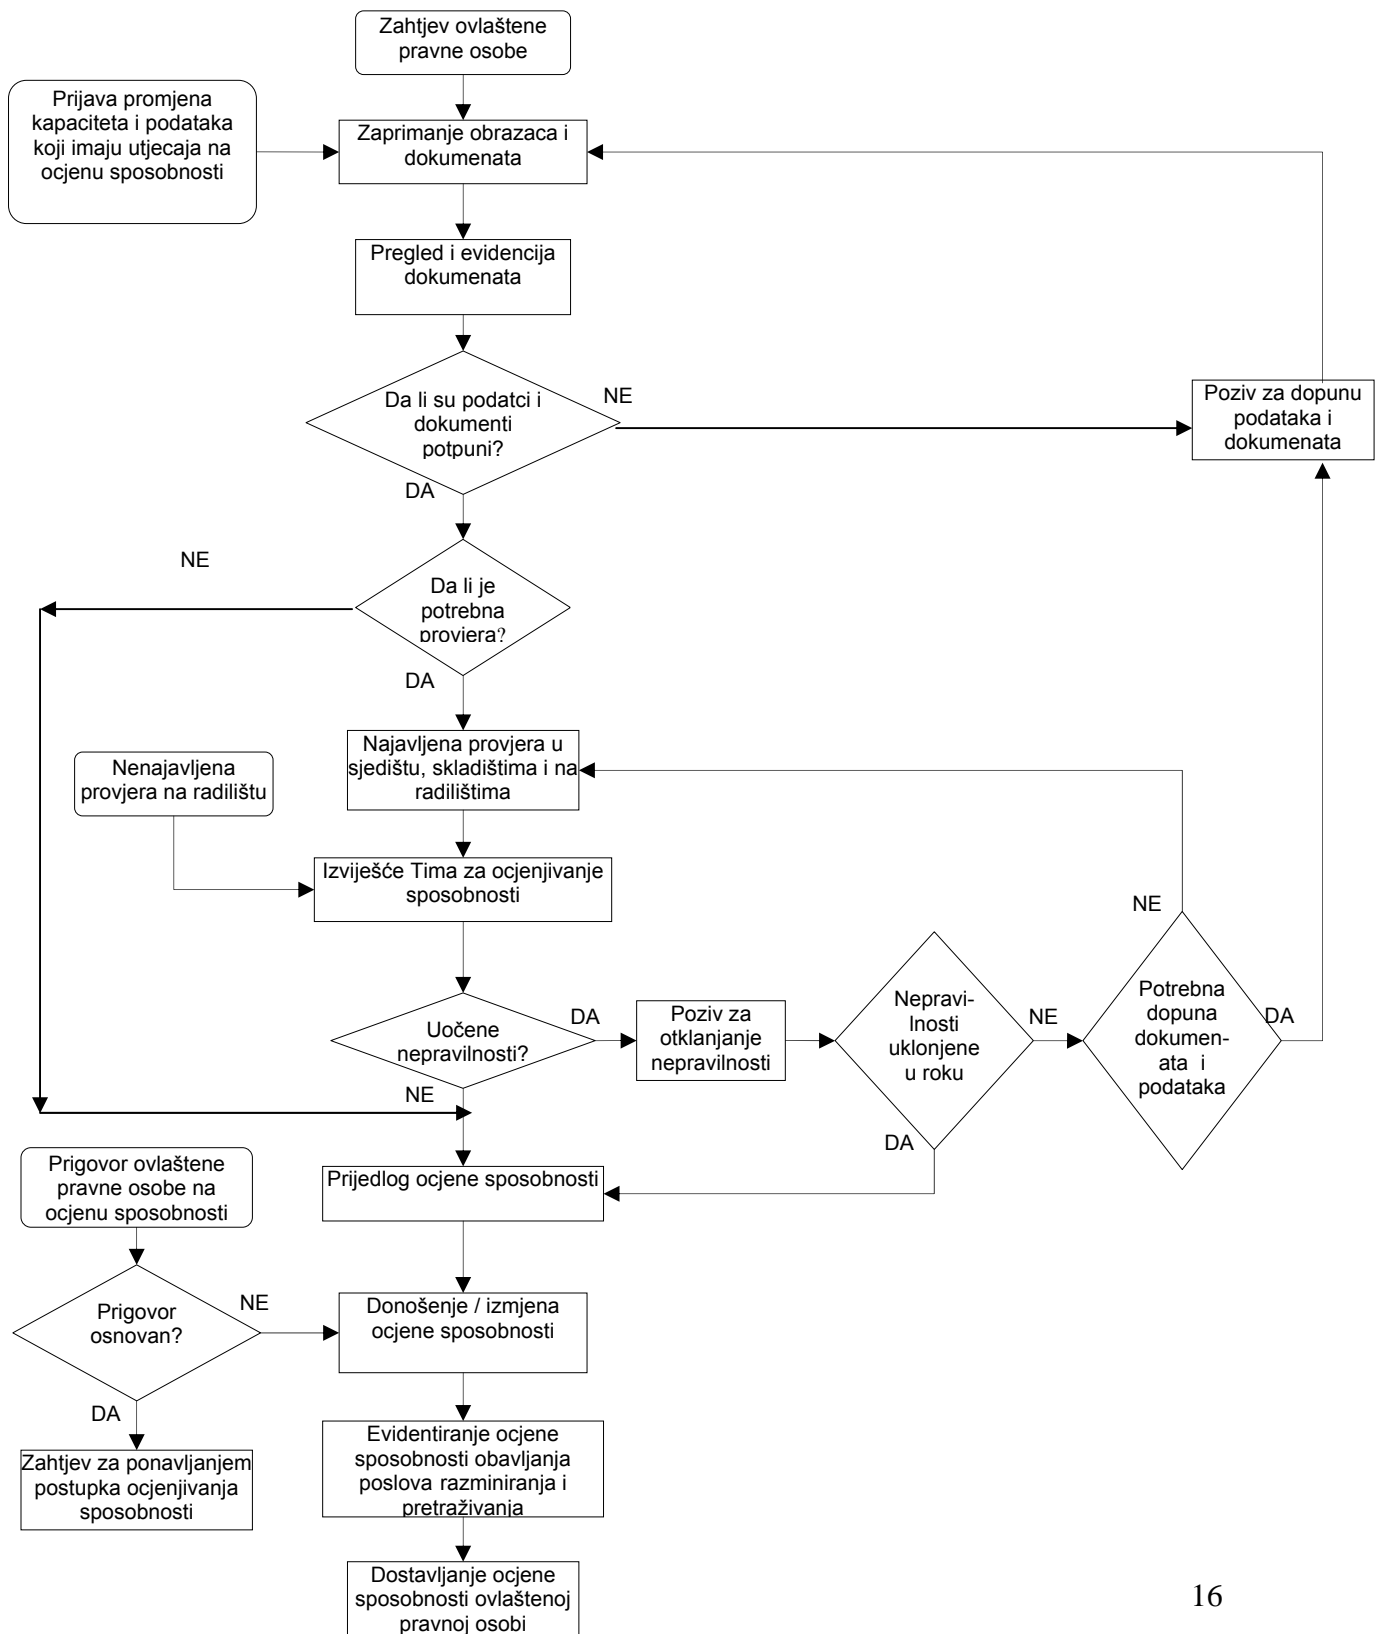 Zahtjev ovlaštene
pravne osobe
Prijava promjena
kapaciteta i podataka
koji imaju utjecaja na
ocjenu sposobnosti
Zaprimanje obrazaca i
dokumenata
Pregled i evidencija
dokumenata
Da li su podatci i
dokumenti
potpuni?
NE
Poziv za dopunu
podataka i
dokumenata
DA
NE
Da li je
potrebna
provjera?
DA
Najavljena provjera u
sjedištu, skladištima i na
radilištima
Nenajavljena
provjera na radilištu
Izviješće Tima za ocjenjivanje
sposobnosti
NE
Uočene
nepravilnosti?
DA
Poziv za
otklanjanje
nepravilnosti
Nepravi-
lnosti
uklonjene
u roku
NE
Potrebna
dopuna
dokumen-
ata i
podataka
DA
NE
DA
Prigovor ovlaštene
pravne osobe na
ocjenu sposobnosti
Prijedlog ocjene sposobnosti
Prigovor
osnovan?
NE
Donošenje / izmjena
ocjene sposobnosti
DA
Zahtjev za ponavljanjem
postupka ocjenjivanja
sposobnosti
Evidentiranje ocjene
sposobnosti obavljanja
poslova razminiranja i
pretraživanja
Dostavljanje ocjene
sposobnosti ovlaštenoj
pravnoj osobi
16